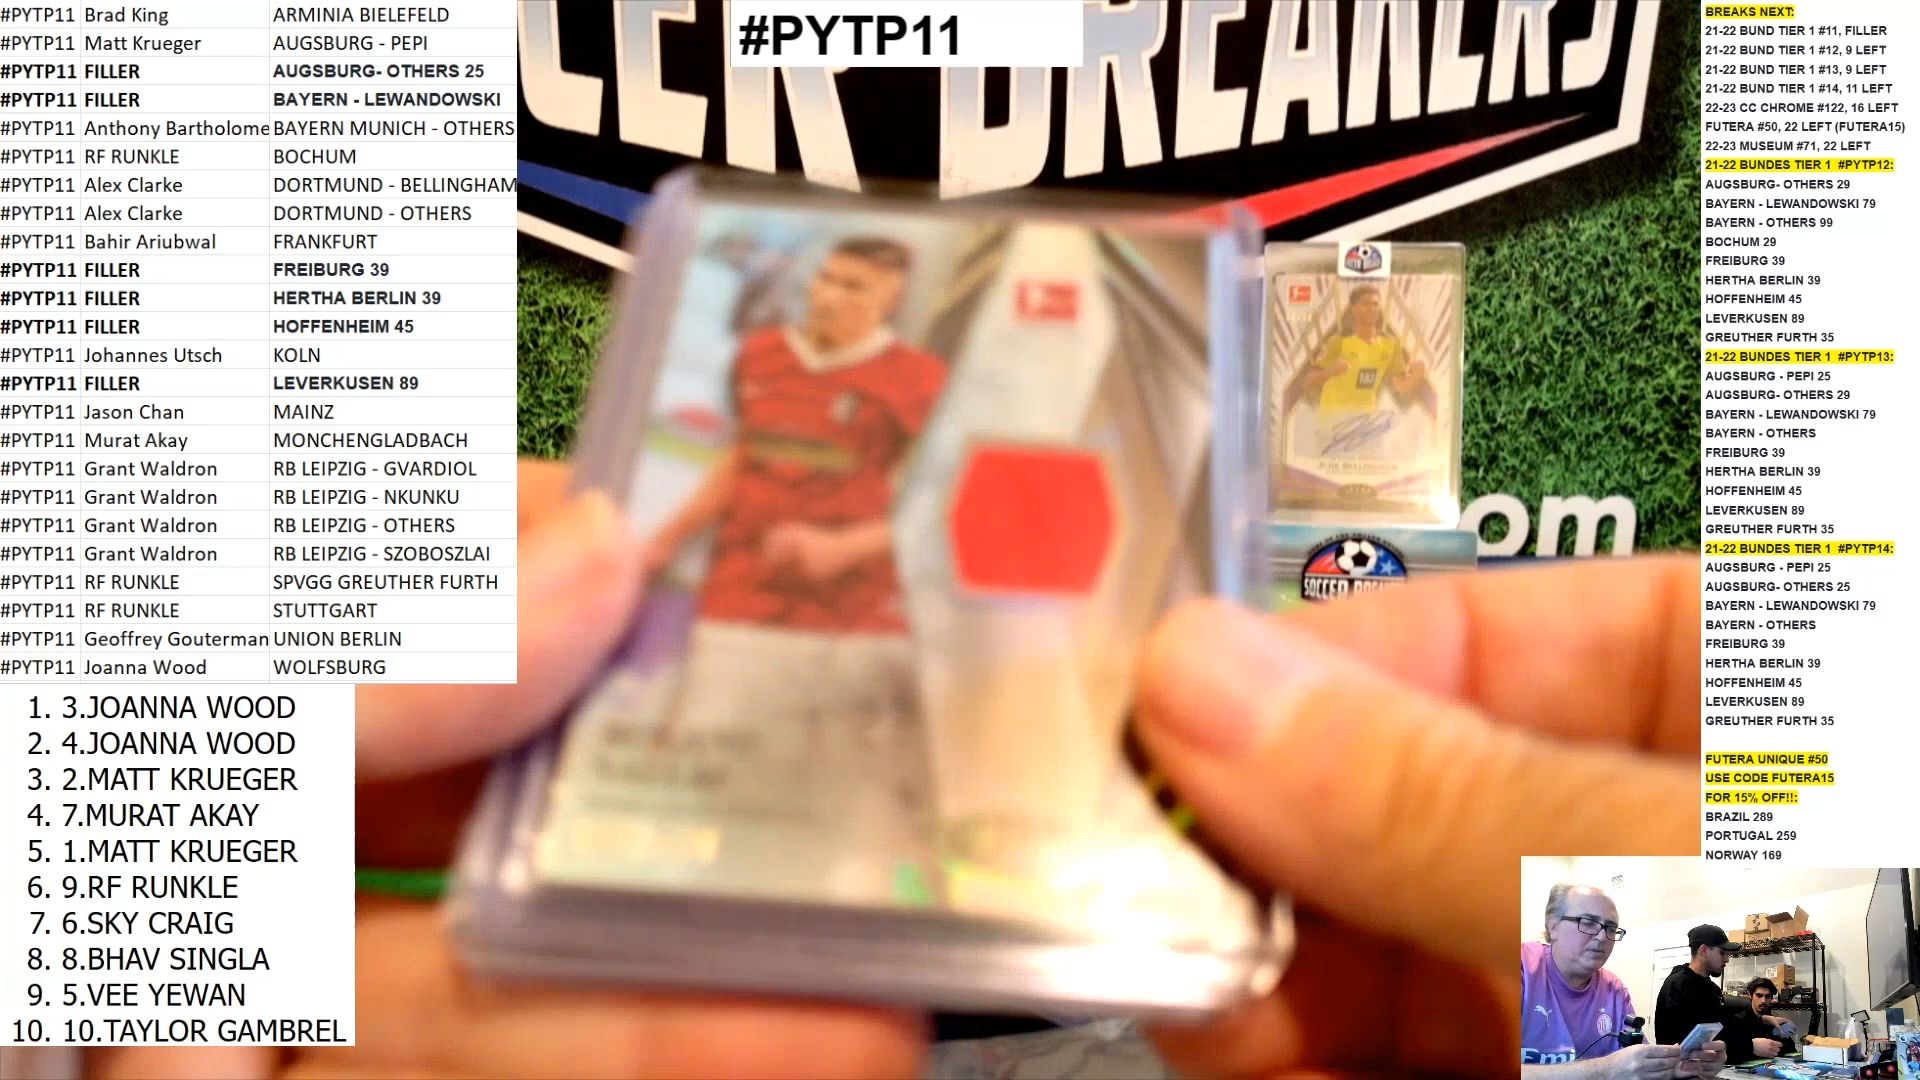 #PYTP11 Brad King ARMINIA BIELEFELD
#PYTP11 Matt Krueger AUGSBURG - PEPI
#PYTP11 FILLER AUGSBURG- OTHERS 25
#PYTP11 FILLER BAYERN - LEWANDOWSKI
#PYTP11 Anthony Bartholome BAYERN MUNICH - OTHERS
#PYTP11 RF RUNKLE BOCHUM
#PYTP11 Alex Clarke DORTMUND - BELLINGHAM
#PYTP11 Alex Clarke DORTMUND - OTHERS
#PYTP11 Bahir Ariubwal FRANKFURT
#PYTP11 FILLER FREIBURG 39
#PYTP11 FILLER HERTHA BERLIN 39
#PYTP11 FILLER HOFFENHEIM 45
#PYTP11 Johannes Utsch KOLN
#PYTP11 FILLER LEVERKUSEN 89
#PYTP11 Jason Chan MAINZ
#PYTP11 Murat Akay MONCHENGLADBACH
#PYTP11 Grant Waldron RB LEIPZIG - GVARDIOL
#PYTP11 Grant Waldron RB LEIPZIG - NKUNKU
#PYTP11 Grant Waldron RB LEIPZIG - OTHERS
#PYTP11 Grant Waldron RB LEIPZIG - SZOBOSZLAI
#PYTP11 RF RUNKLE SPVGG GREUTHER FURTH
#PYTP11 RF RUNKLE STUTTGART
#PYTP11 Geoffrey Gouterman UNION BERLIN
#PYTP11 Joanna Wood WOLFSBURG
1. 3.JOANNA WOOD
2. 4.JOANNA WOOD
3. 2.MATT KRUEGER
4. 7.MURAT AKAY
5. 1.MATT KRUEGER
6. 9.RF RUNKLE
7. 6.SKY CRAIG
8. 8.BHAV SINGLA
9. 5.VEE YEWAN
10. 10.TAYLOR GAMBREL
#PYTP11
CER BREAKERS
om
JUDE BELLINGHAM
SOCCER
BREAKS NEXT:
21-22 BUND TIER 1 #11, FILLER
21-22 BUND TIER 1 #12, 9 LEFT
21-22 BUND TIER 1 #13, 9 LEFT
21-22 BUND TIER 1 #14, 11 LEFT
22-23 CC CHROME #122, 16 LEFT
FUTERA #50, 22 LEFT (FUTERA15)
22-23 MUSEUM #71, 22 LEFT
21-22 BUNDES TIER 1 #PYTP12:
AUGSBURG- OTHERS 29
BAYERN - LEWANDOWSKI 79
BAYERN - OTHERS 99
BOCHUM 29
FREIBURG 39
HERTHA BERLIN 39
HOFFENHEIM 45
LEVERKUSEN 89
GREUTHER FURTH 35
21-22 BUNDES TIER 1 #PYTP13:
AUGSBURG - PEPI 25
AUGSBURG- OTHERS 29
BAYERN - LEWANDOWSKI 79
BAYERN - OTHERS
FREIBURG 39
HERTHA BERLIN 39
HOFFENHEIM 45
LEVERKUSEN 89
GREUTHER FURTH 35
21-22 BUNDES TIER 1 #PYTP14:
AUGSBURG - PEPI 25
AUGSBURG- OTHERS 25
BAYERN - LEWANDOWSKI 79
BAYERN - OTHERS
FREIBURG 39
HERTHA BERLIN 39
HOFFENHEIM 45
LEVERKUSEN 89
GREUTHER FURTH 35
FUTERA UNIQUE #50
USE CODE FUTERA15
FOR 15% OFF!!:
BRAZIL 289
PORTUGAL 259
NORWAY 169